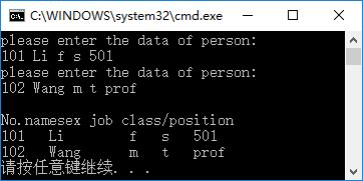 C:\WINDOWS\system32\cmd.exe
please enter the data of person:
101 Li f s 501
please enter the data of person:
102 Wang m t prof
No.namesex job class/position
101 Li f s 501
102 Wang m t prof
请按任意键继续. . .